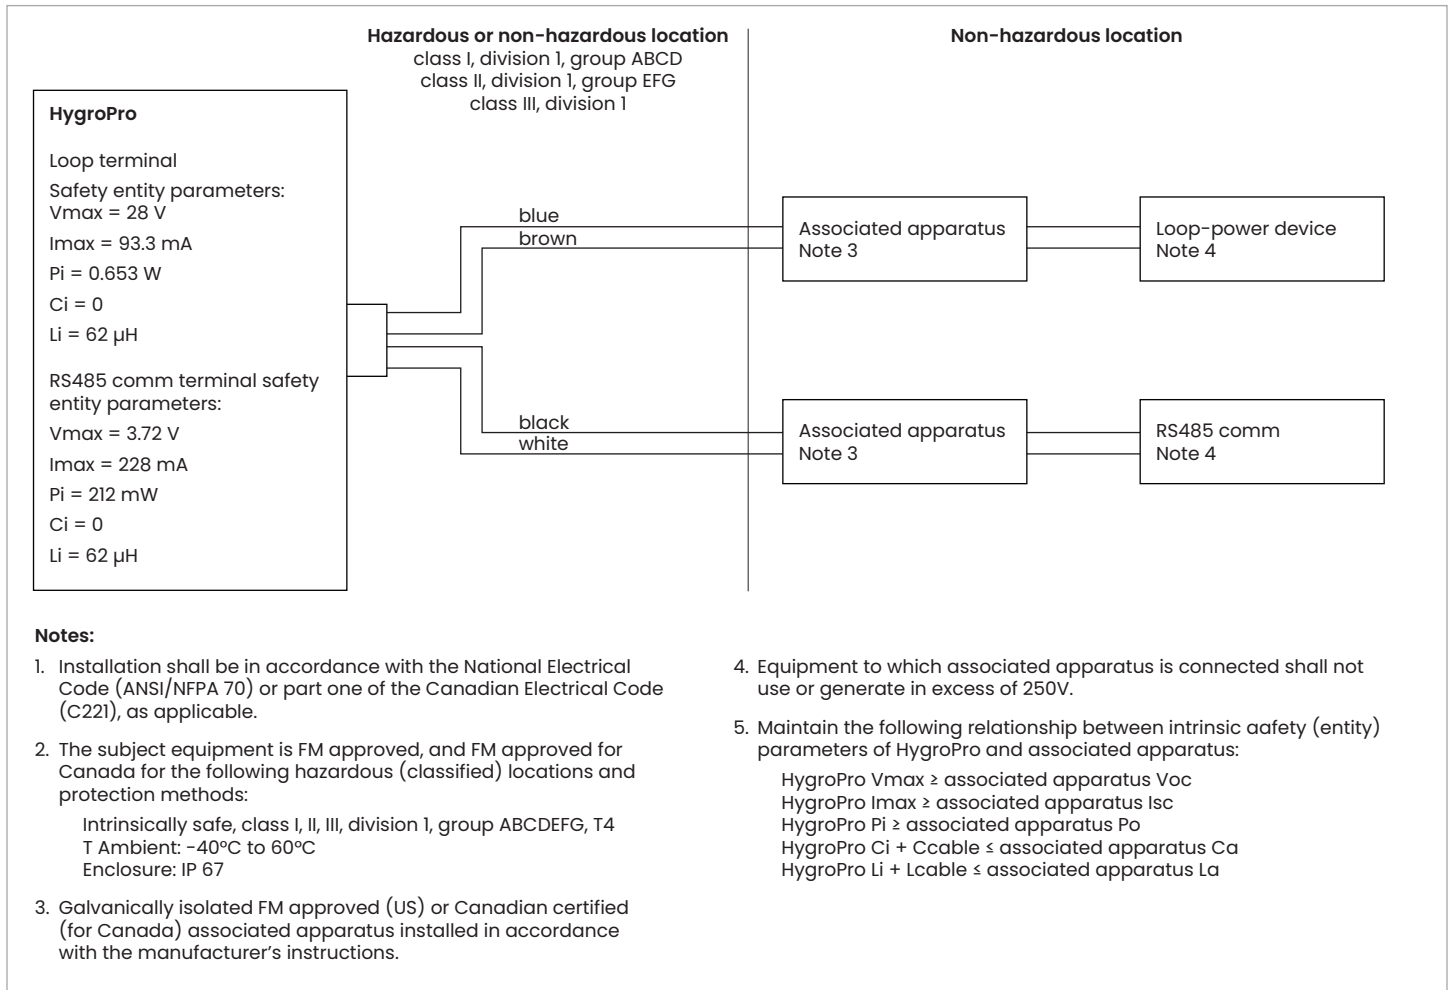 Hazardous or non-hazardous location
class I, division 1, group ABCD
class II, division 1, group EFG
class III, division 1
Non-hazardous location
HygroPro
Loop terminal
Safety entity parameters:
Vmax = 28 V
Imax = 93.3 mA
Pi = 0.653 W
Ci = 0
Li = 62 µH
RS485 comm terminal safety
entity parameters:
Vmax = 3.72 V
Imax = 228 mA
Pi = 212 mW
Ci = 0
Li = 62 µH
blue
brown
Associated apparatus
Note 3
Loop-power device
Note 4
black
white
Associated apparatus
Note 3
RS485 comm
Note 4
Notes:
1. Installation shall be in accordance with the National Electrical
Code (ANSI/NFPA 70) or part one of the Canadian Electrical Code
(C221), as applicable.
2. The subject equipment is FM approved, and FM approved for
Canada for the following hazardous (classified) locations and
protection methods:
Intrinsically safe, class I, II, III, division 1, group ABCDEFG, T4
T Ambient: -40°C to 60°C
Enclosure: IP 67
3. Galvanically isolated FM approved (US) or Canadian certified
(for Canada) associated apparatus installed in accordance
with the manufacturer's instructions.
4. Equipment to which associated apparatus is connected shall not
use or generate in excess of 250V.
5. Maintain the following relationship between intrinsic aafety (entity)
parameters of HygroPro and associated apparatus:
HygroPro Vmax ≥ associated apparatus Voc
HygroPro Imax ≥ associated apparatus Isc
HygroPro Pi ≥ associated apparatus Po
HygroPro Ci + Ccable ≤ associated apparatus Ca
HygroPro Li + Lcable ≤ associated apparatus La